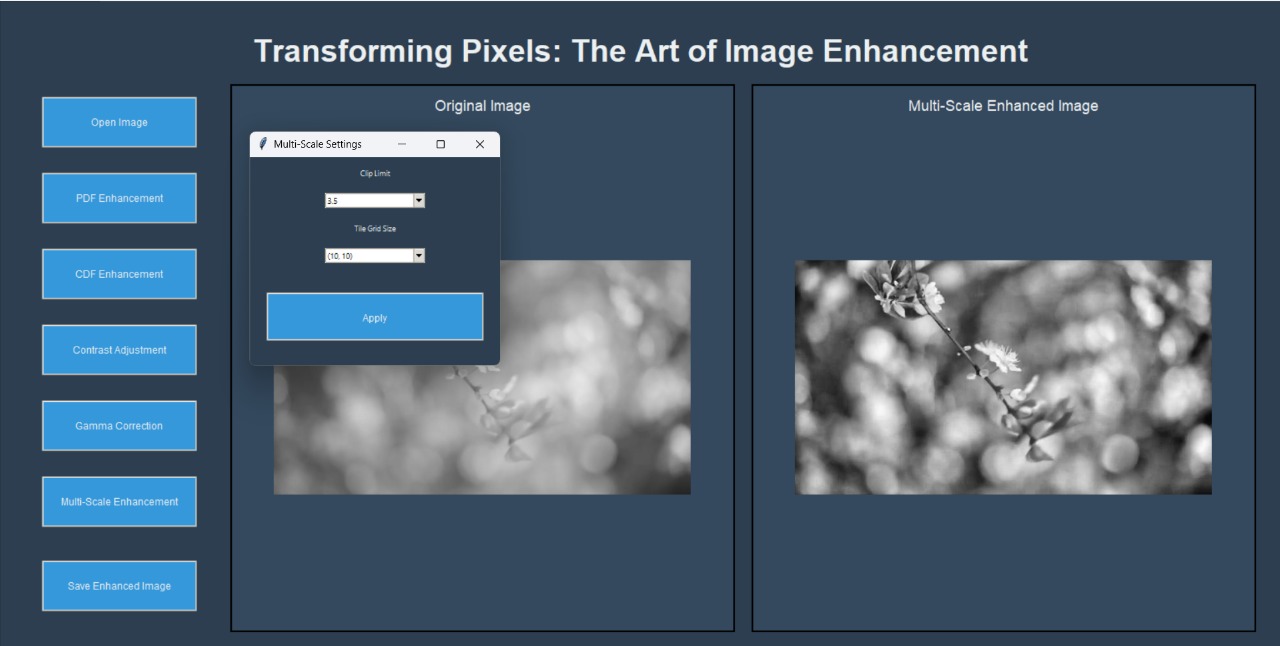 Transforming Pixels: The Art of Image Enhancement
Open Image
PDF Enhancement
CDF Enhancement
Contrast Adjustment
Gamma Correction
Multi-Scale Enhancement
Save Enhanced Image
Original Image
Multi-Scale Settings
Clip Limit
3.5
Tile Grid Size
(10, 10)
Apply
Multi-Scale Enhanced Image